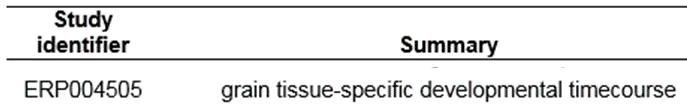 Study
identifier Summary
ERP004505 grain tissue-specific developmental timecourse